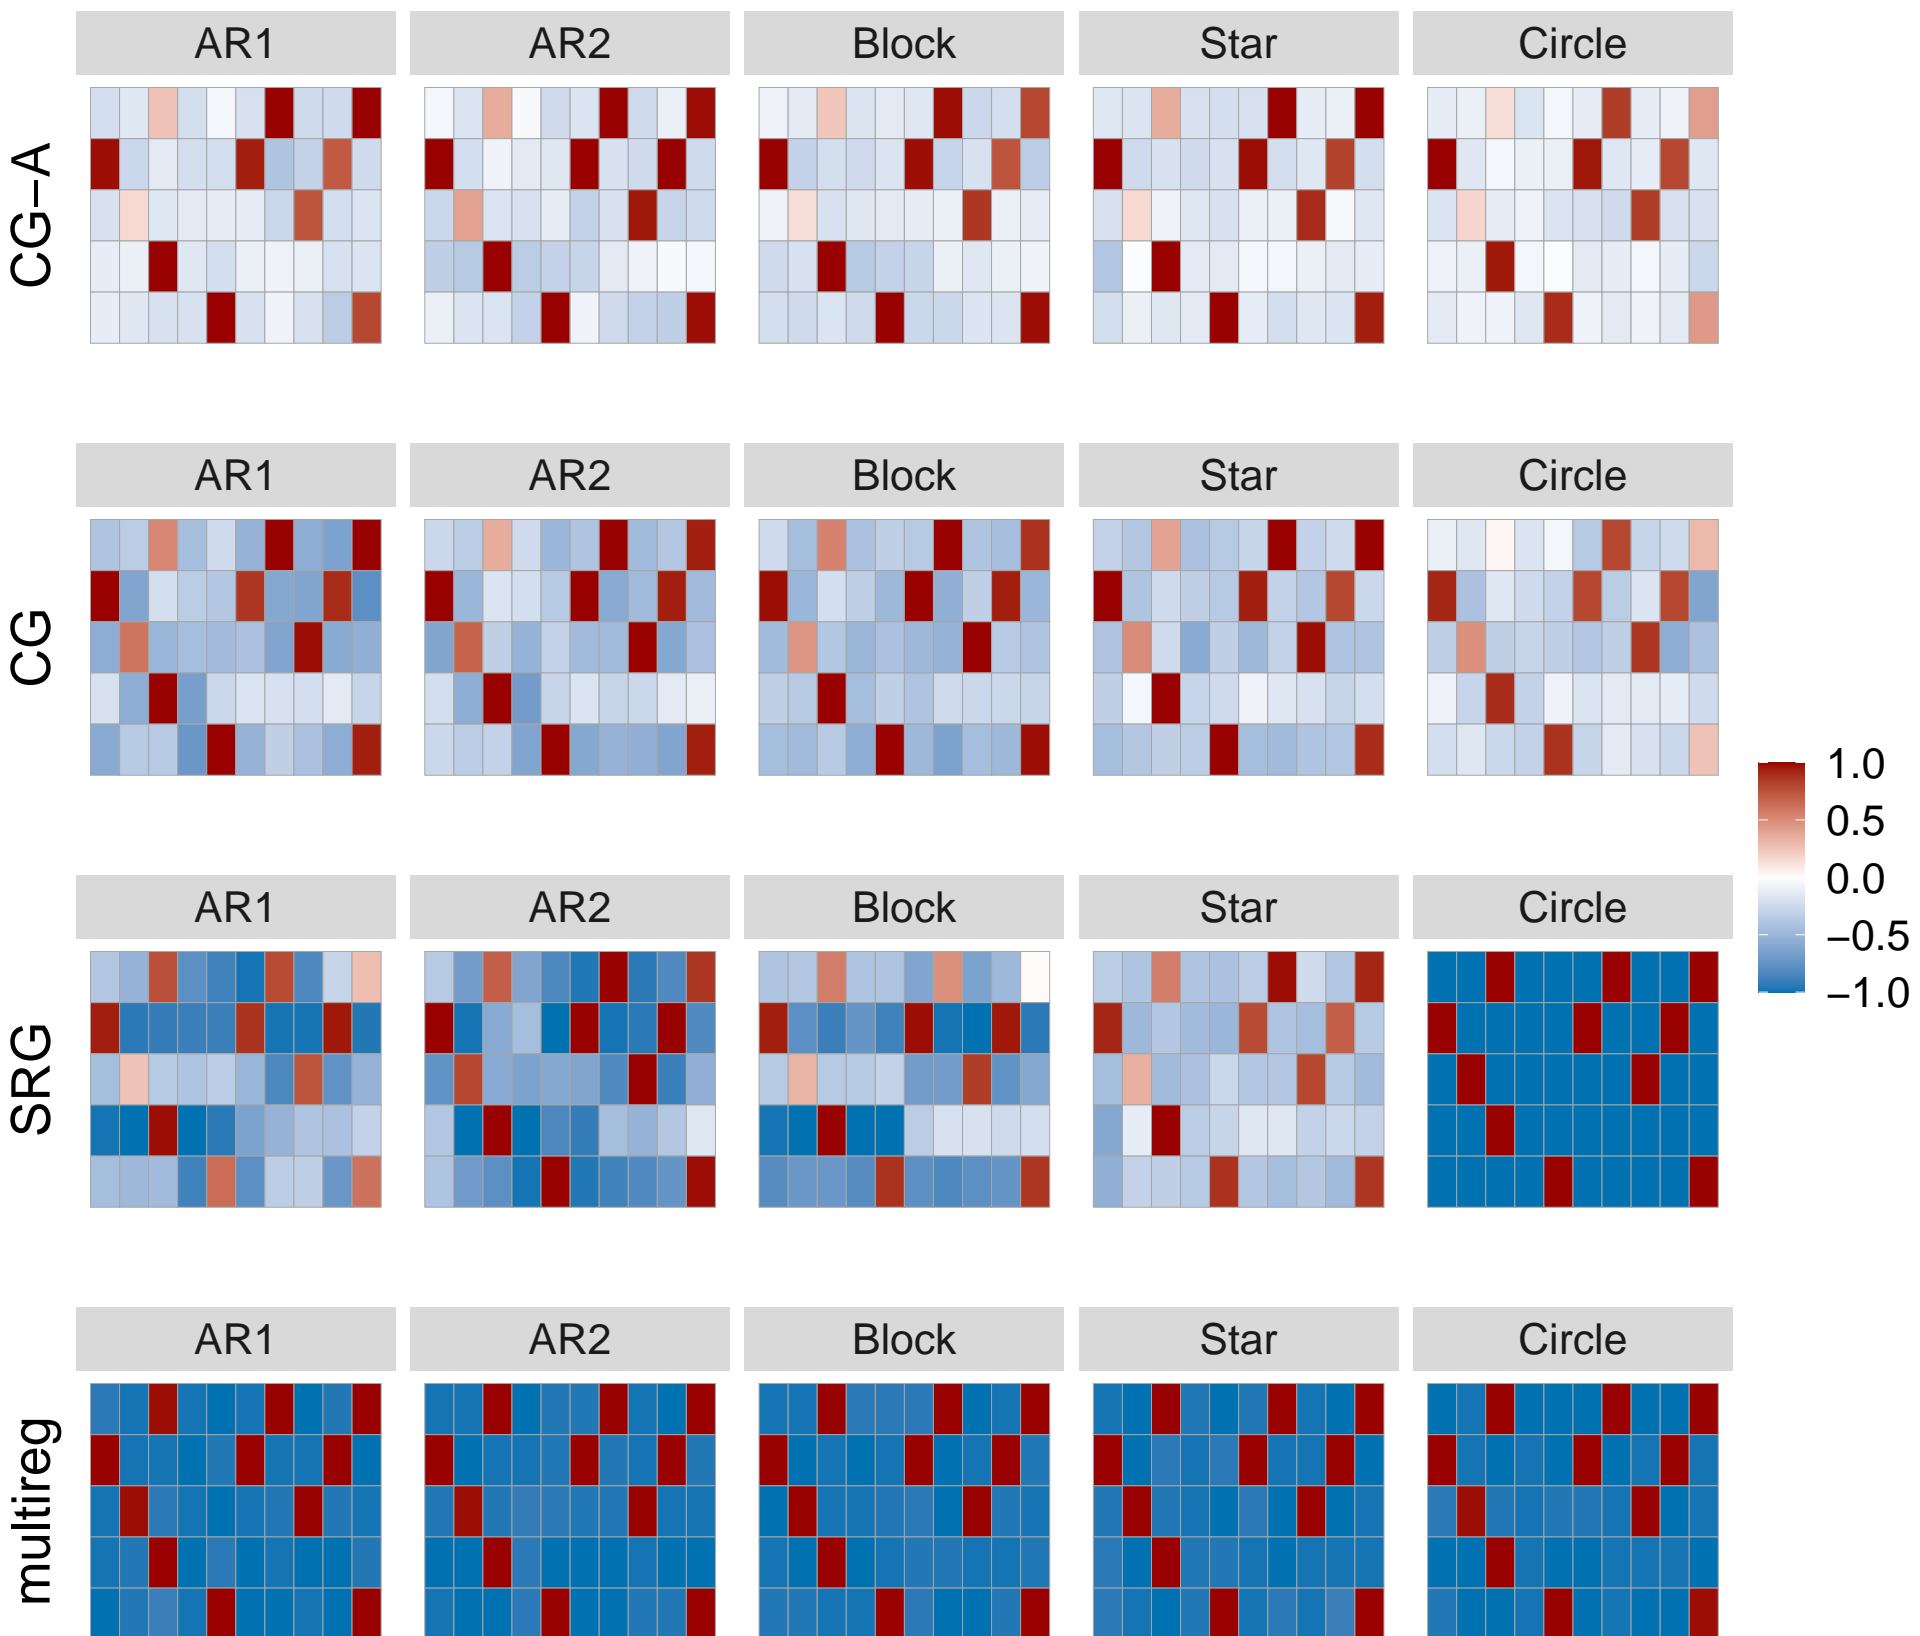 AR1 AR2 Block Star Circle
CG−A
AR1 AR2 Block Star Circle
CG
AR1 AR2 Block Star Circle
SRG
AR1 AR2 Block Star Circle
multireg
1.0
0.5
0.0
−0.5
−1.0